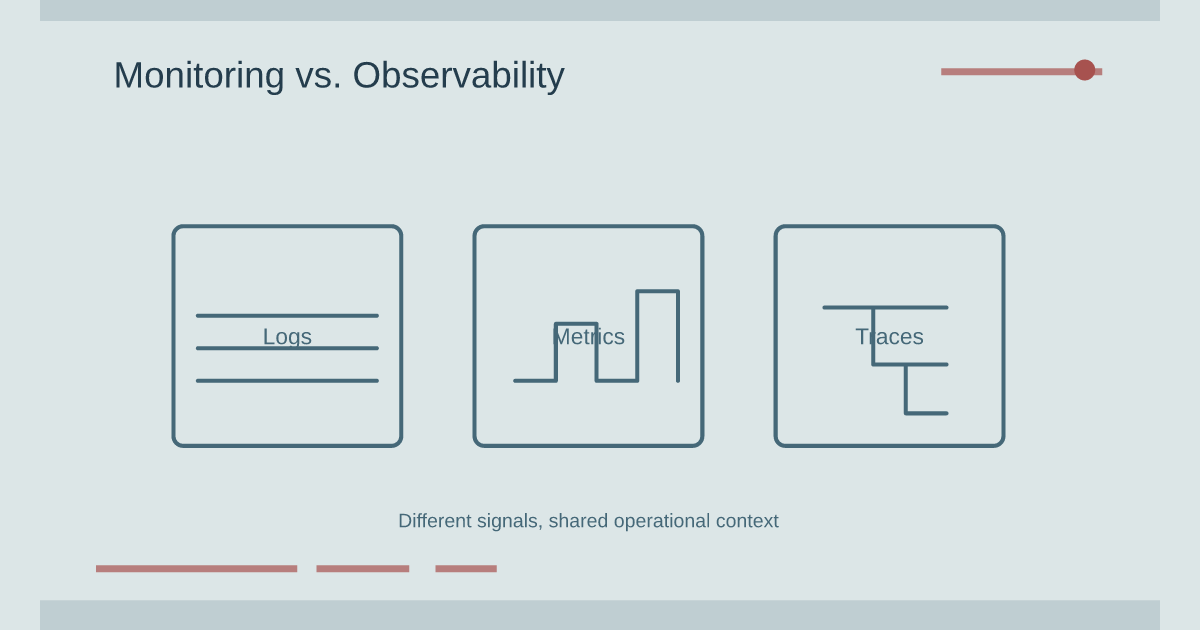 Monitoring vs. Observability
Logs
Metrics
Traces
Different signals, shared operational context